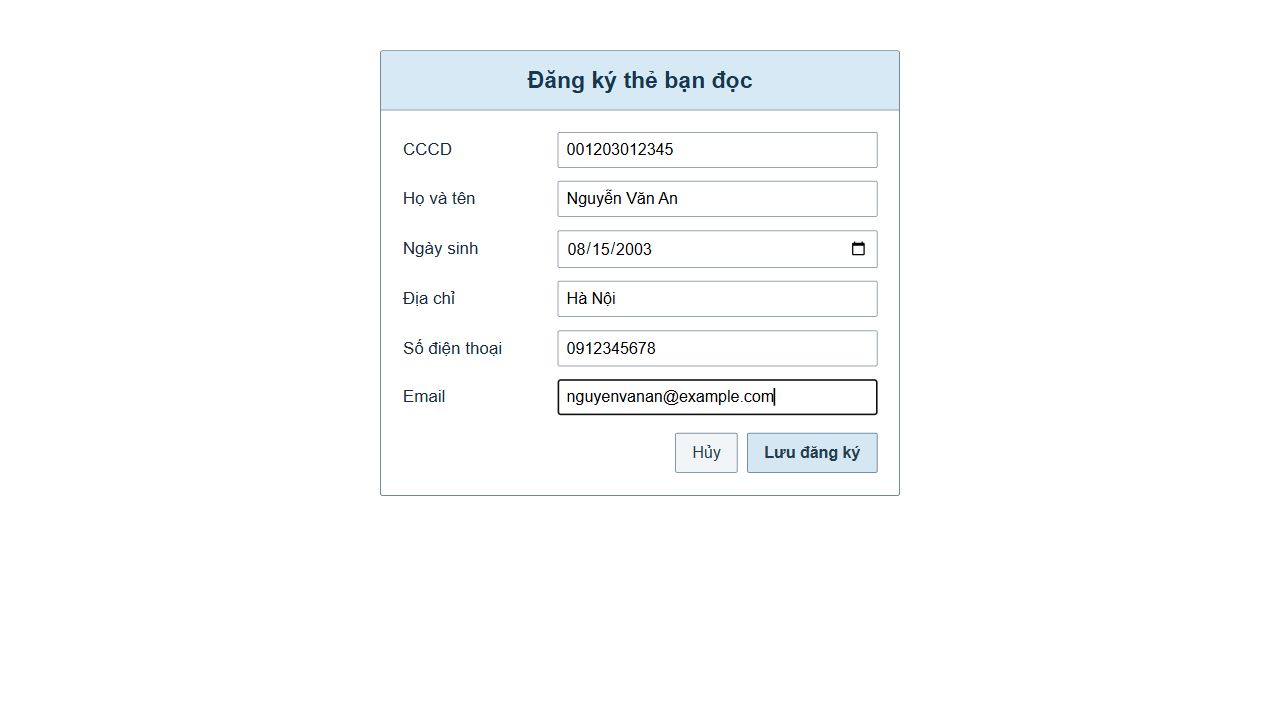 Đăng ký thẻ bạn đọc
CCCD 001203012345
Họ và tên Nguyễn Văn An
Ngày sinh 08/15/2003
Địa chỉ Hà Nội
Số điện thoại 0912345678
Email nguyenvanan@example.com
Hủy Lưu đăng ký